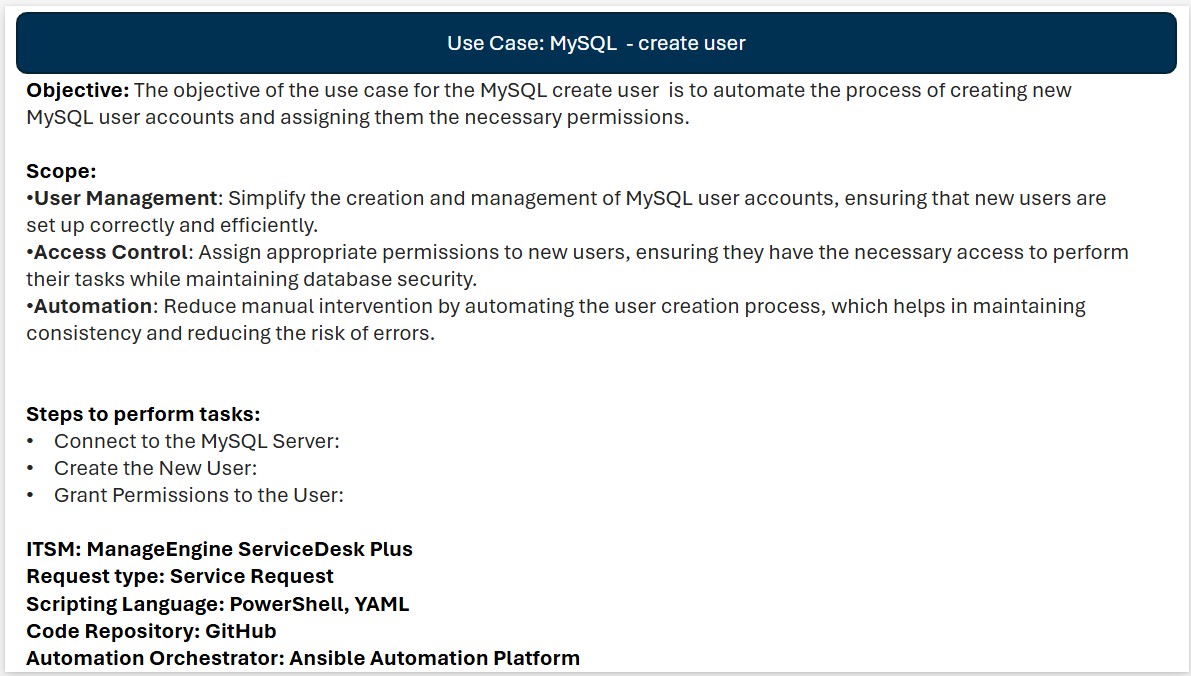 Use Case: MySQL  - create user
Objective: The objective of the use case for the MySQL create user  is to automate the process of creating new
MySQL user accounts and assigning them the necessary permissions.
Scope:
•User Management: Simplify the creation and management of MySQL user accounts, ensuring that new users are
set up correctly and efficiently.
•Access Control: Assign appropriate permissions to new users, ensuring they have the necessary access to perform
their tasks while maintaining database security.
•Automation: Reduce manual intervention by automating the user creation process, which helps in maintaining
consistency and reducing the risk of errors.
Steps to perform tasks:
• Connect to the MySQL Server:
• Create the New User:
• Grant Permissions to the User:
ITSM: ManageEngine ServiceDesk Plus
Request type: Service Request
Scripting Language: PowerShell, YAML
Code Repository: GitHub
Automation Orchestrator: Ansible Automation Platform